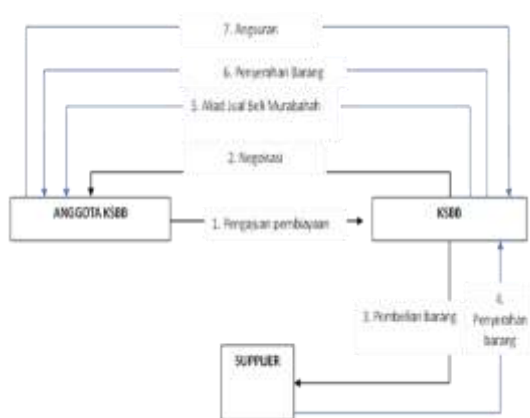 7. Angsuran
6. Penyerahan Barang
5. Akad Jual Beli Murabahah
2. Negoisasi
ANGGOTA KSBB
KSBB
1. Pengajuan pembiayaan
3. Pembelian barang
4.
Penyerahan
barang
SUPPLIER